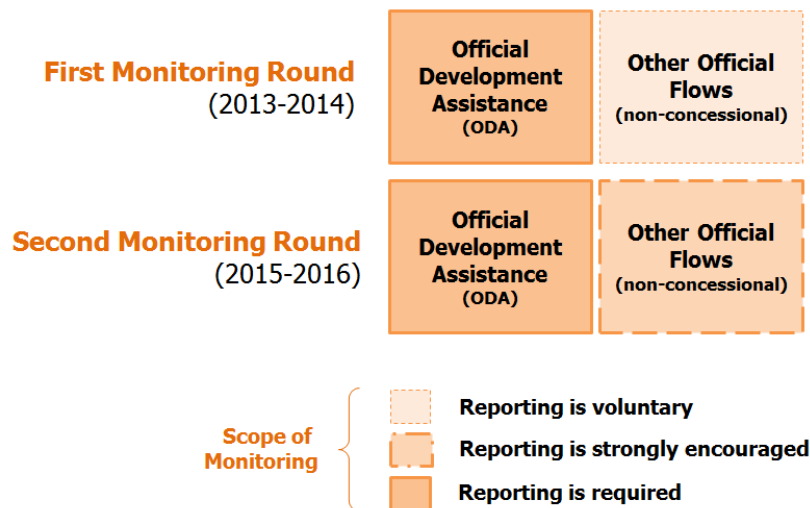 First Monitoring Round
(2013-2014)
Official
Development
Assistance
(ODA)
Other Official
Flows
(non-concessional)
Second Monitoring Round
(2015-2016)
Official
Development
Assistance
(ODA)
Other Official
Flows
(non-concessional)
Scope of
Monitoring
Reporting is voluntary
Reporting is strongly encouraged
Reporting is required